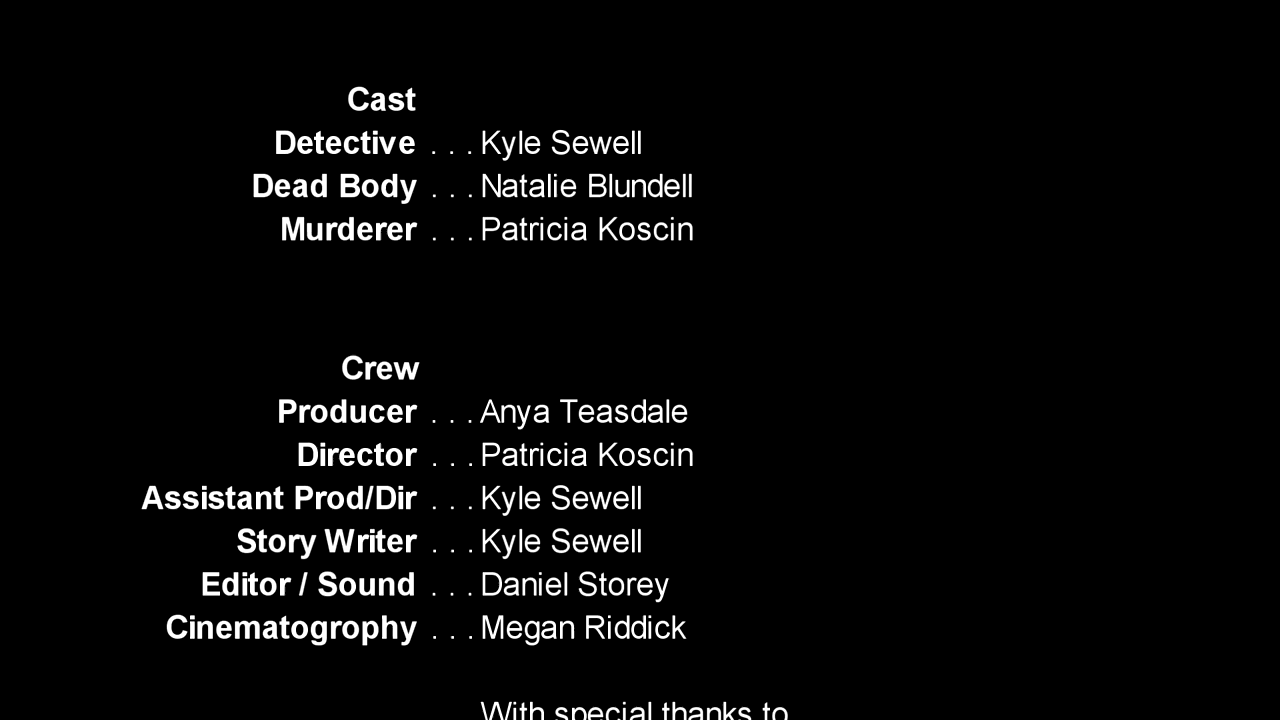 Cast
Detective . . . Kyle Sewell
Dead Body . . . Natalie Blundell
Murderer . . . Patricia Koscin
Crew
Producer . . . Anya Teasdale
Director . . . Patricia Koscin
Assistant Prod/Dir . . . Kyle Sewell
Story Writer . . . Kyle Sewell
Editor / Sound . . . Daniel Storey
Cinematogrophy . . . Megan Riddick
With special thanks to